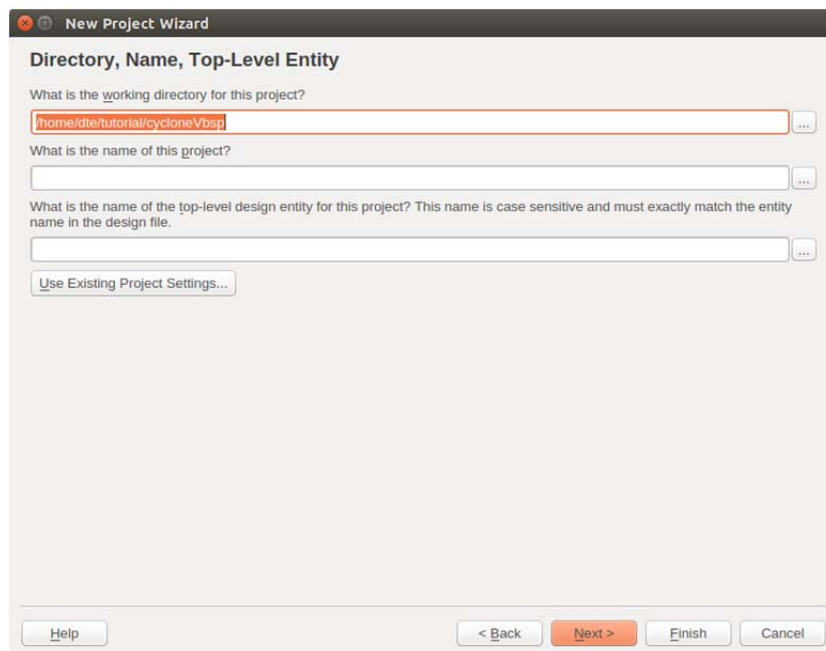 New Project Wizard
Directory, Name, Top-Level Entity
What is the working directory for this project?
/home/dte/tutorial/cycloneVbsp
...
What is the name of this project?
...
What is the name of the top-level design entity for this project? This name is case sensitive and must exactly match the entity
name in the design file.
...
Use Existing Project Settings...
Help
< Back
Next >
Finish
Cancel